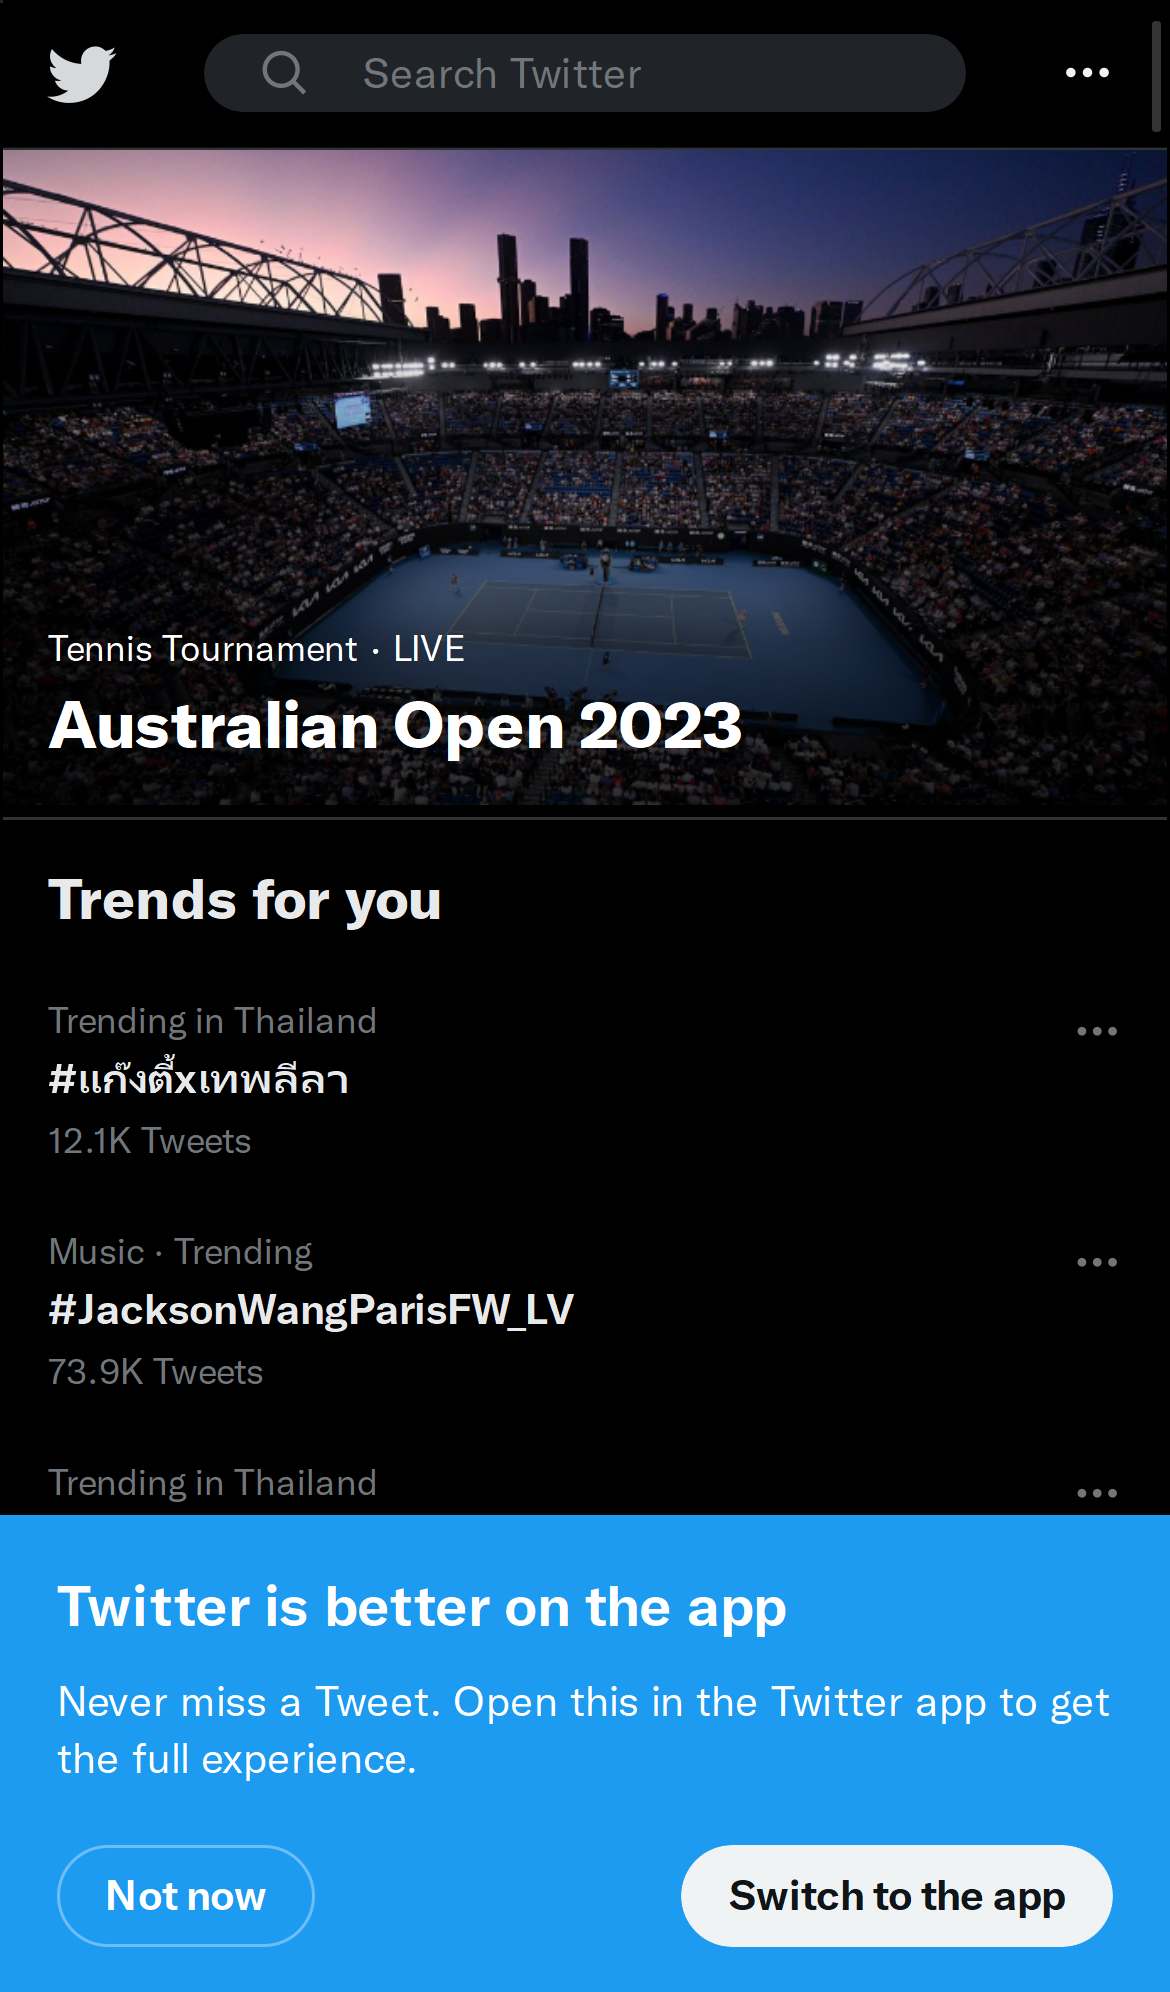 Search Twitter
Tennis Tournament · LIVE
Australian Open 2023
Trends for you
Trending in Thailand
#แก๊งตี้xเทพลีลา
12.1K Tweets
Music · Trending
#JacksonWangParisFW_LV
73.9K Tweets
Trending in Thailand
Twitter is better on the app
Never miss a Tweet. Open this in the Twitter app to get
the full experience.
Not now
Switch to the app